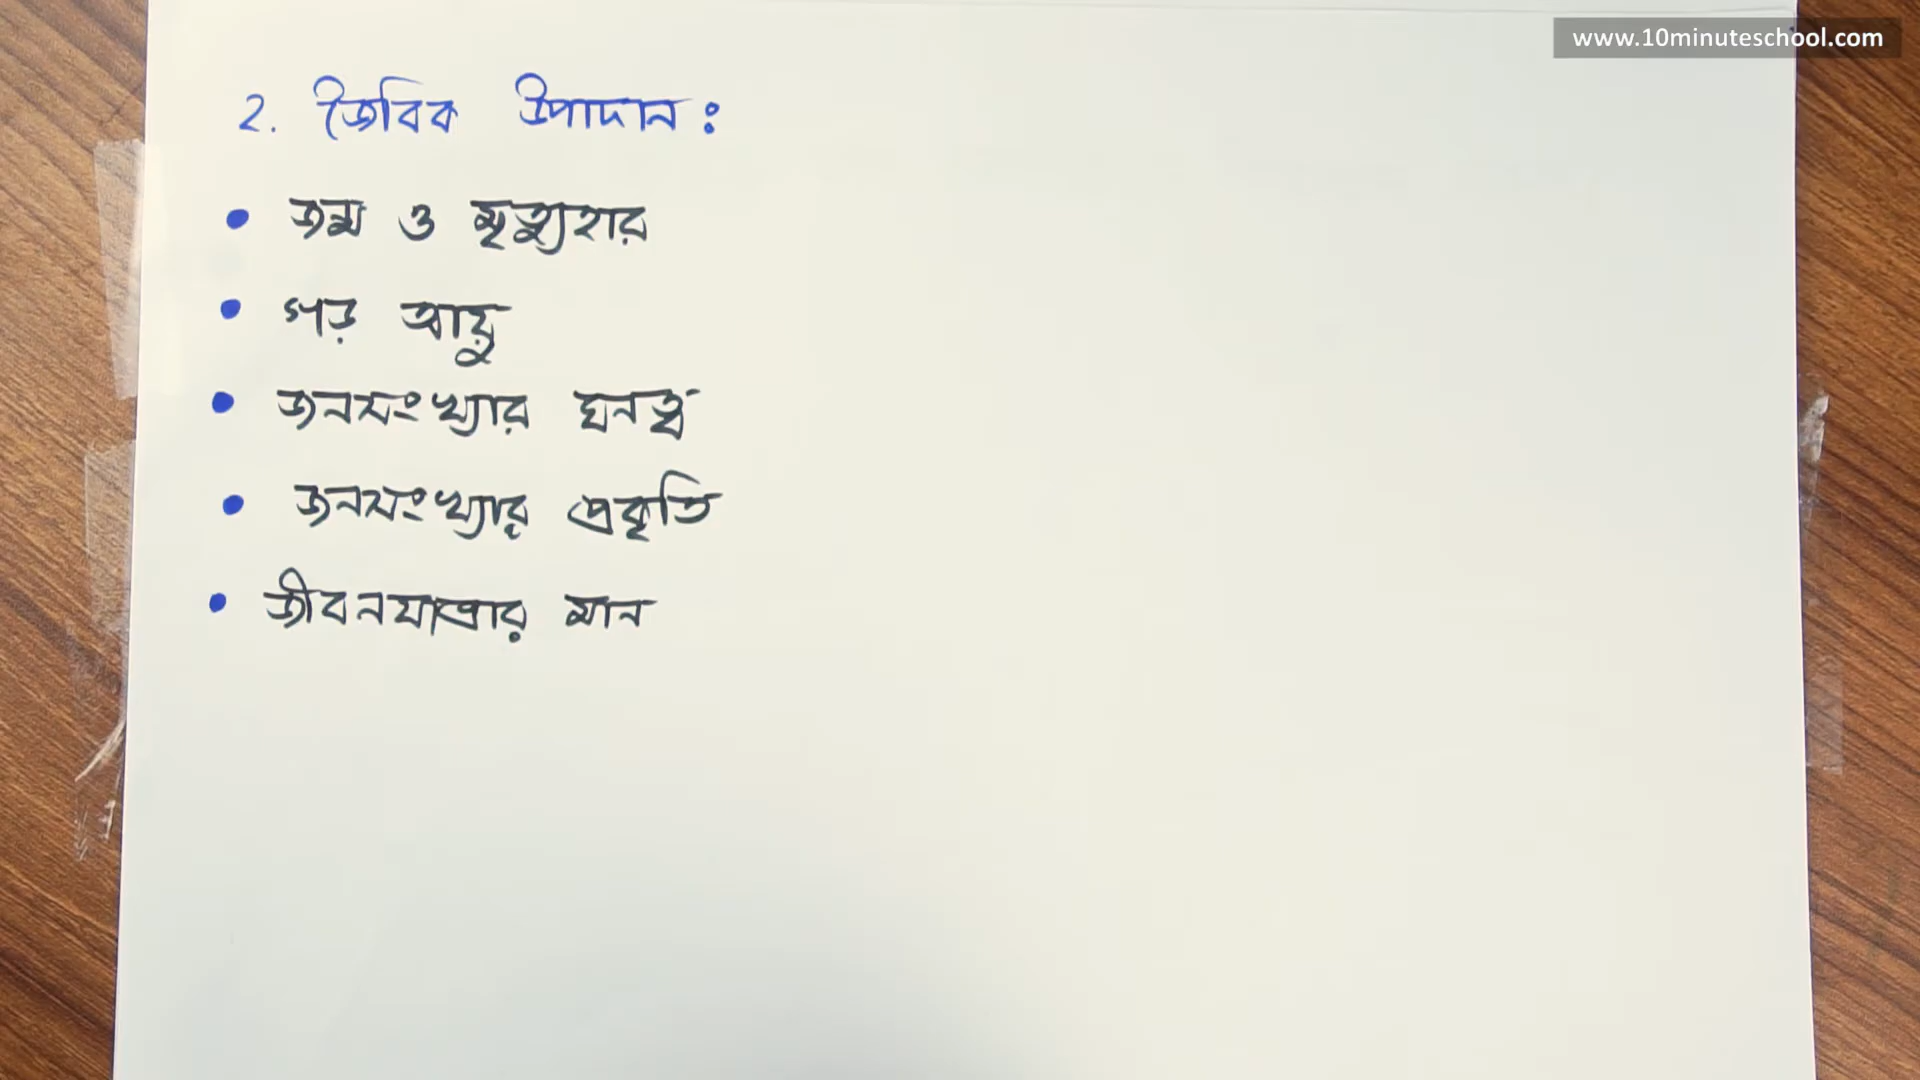 www.10minuteschool.com
2. জৈবিক উপাদান:
• জন্ম ও মৃত্যুহার
• গড় আয়ু
• জনসংখ্যার ঘনত্ব
• জনসংখ্যার প্রকৃতি
• জীবনযাত্রার মান